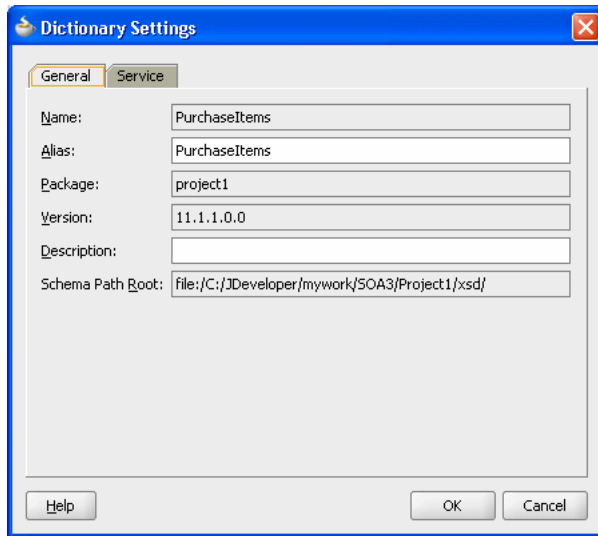 Dictionary Settings
General Service
Name: PurchaseItems
Alias: PurchaseItems
Package: project1
Version: 11.1.1.0.0
Description:
Schema Path Root: file:/C:/JDeveloper/mywork/SOA3/Project1/xsd/
Help OK Cancel